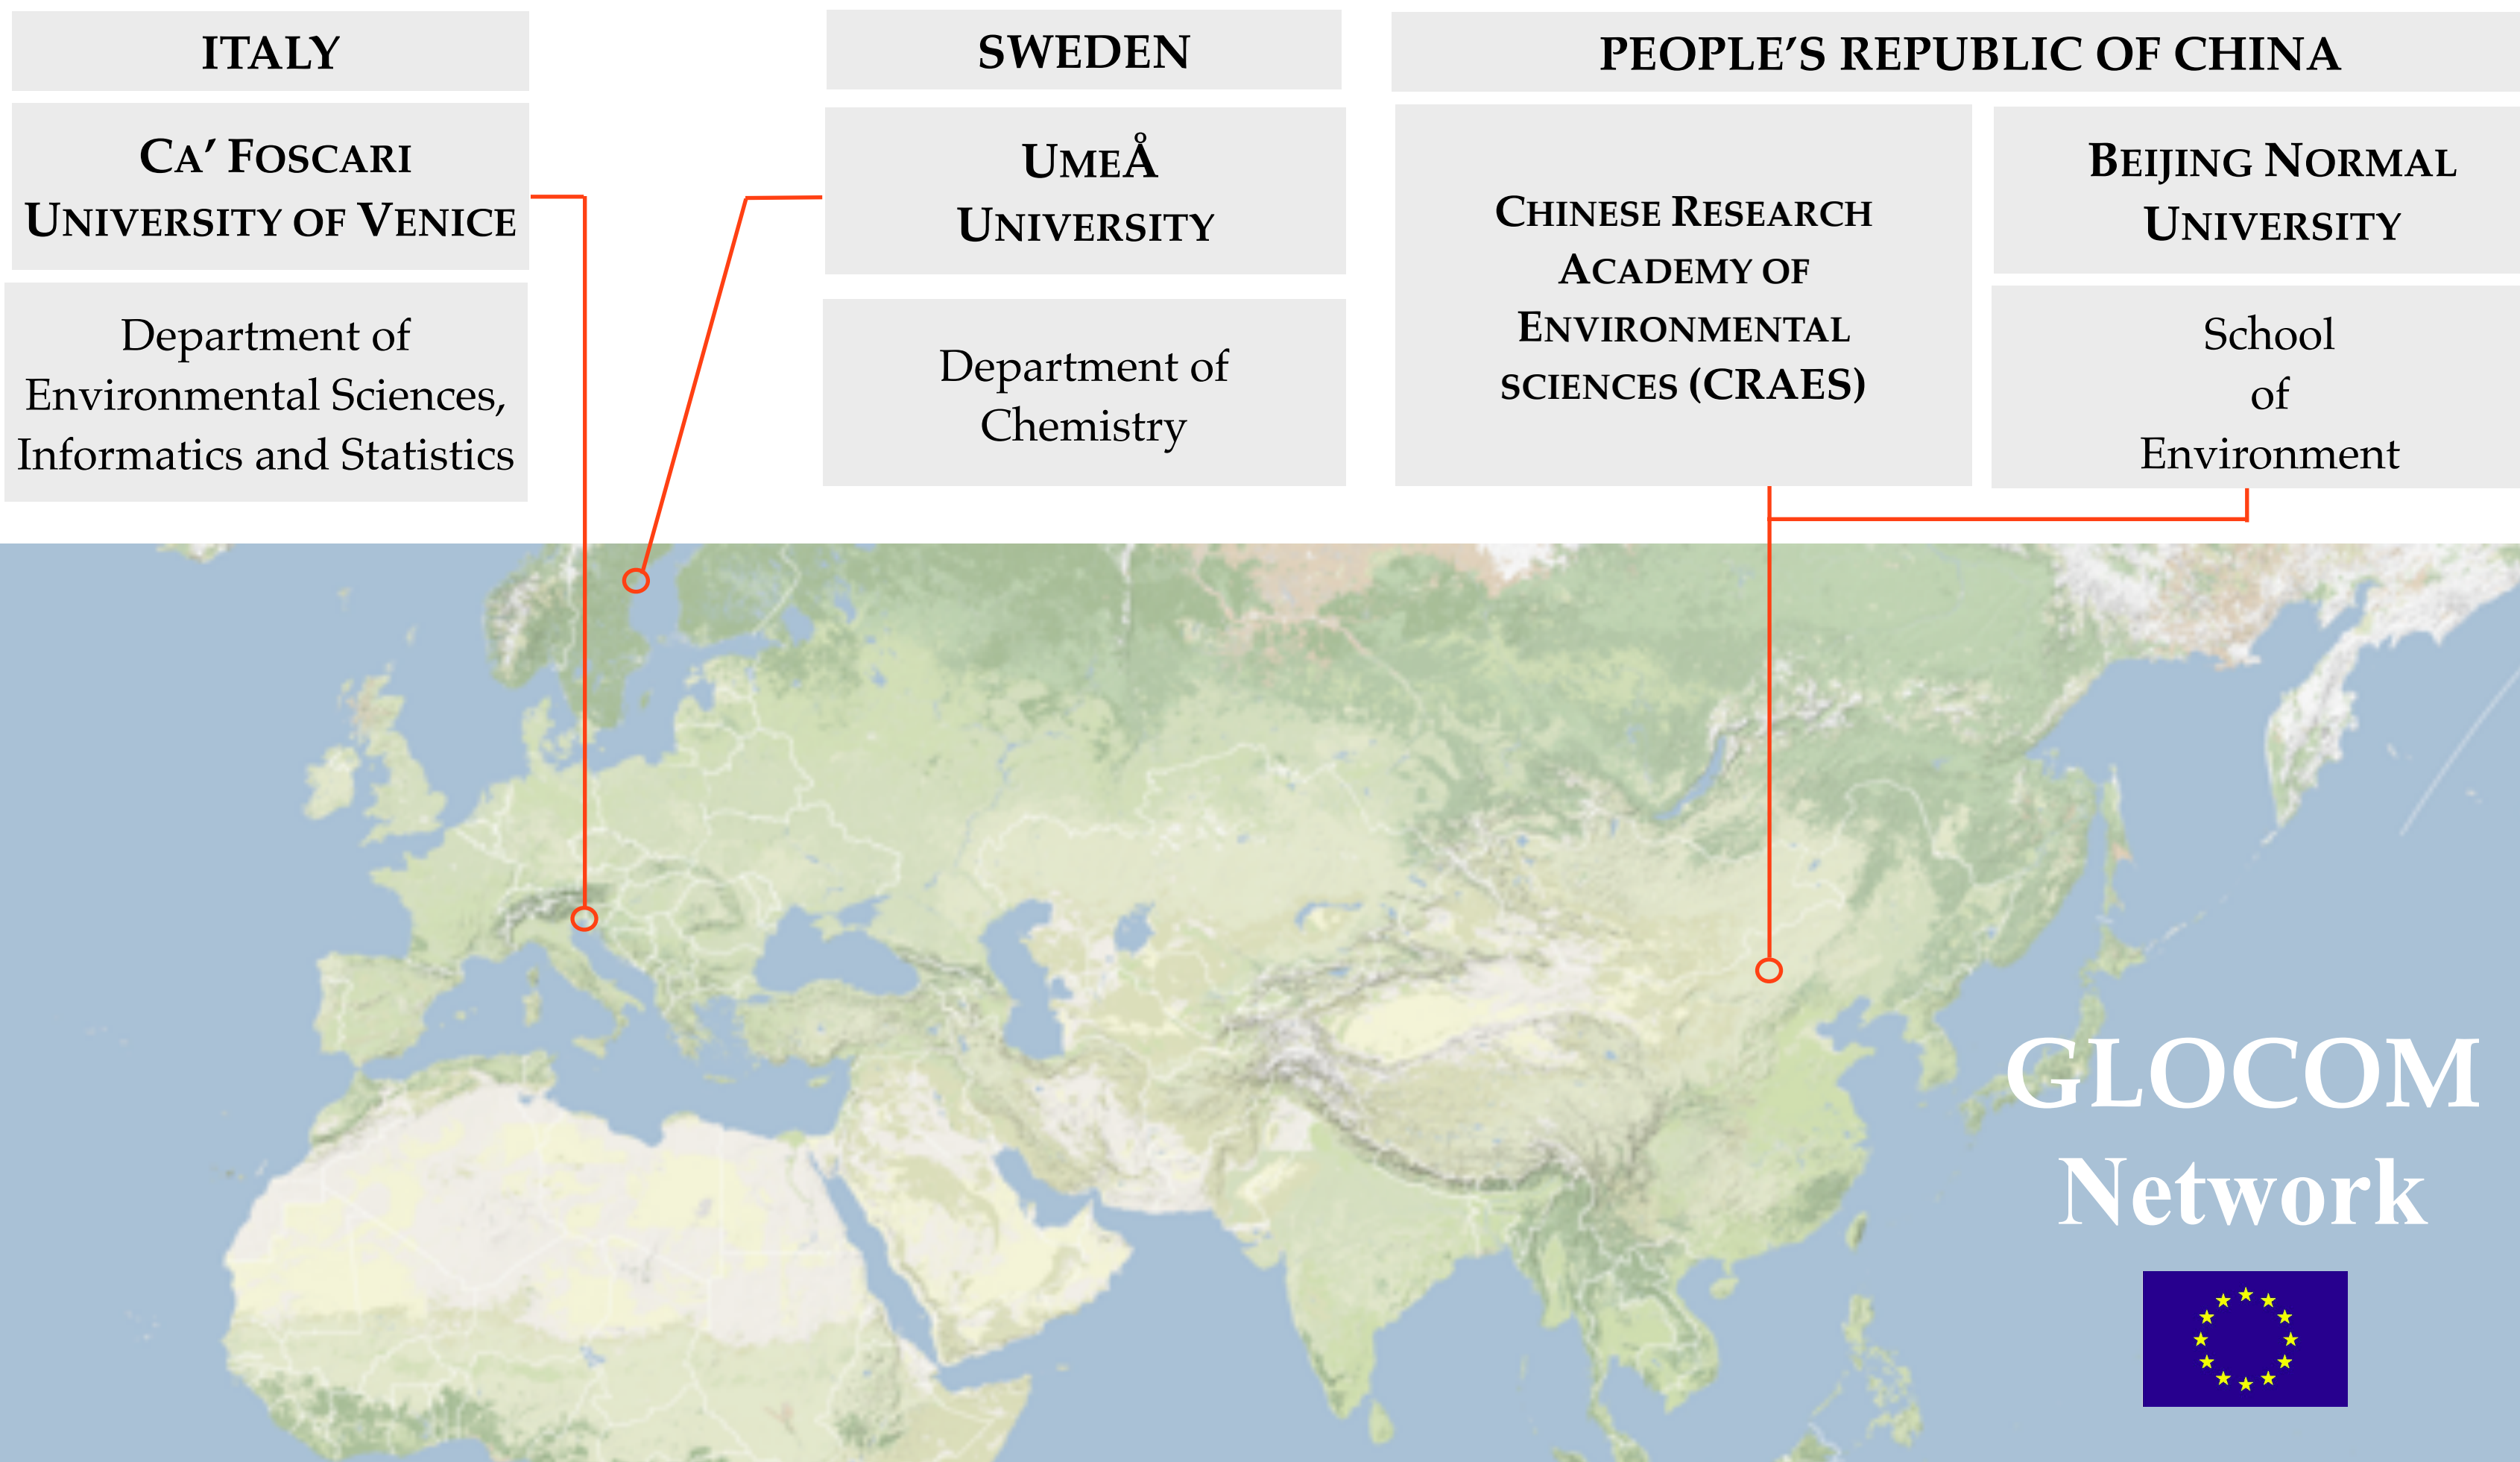 ITALY
CA’ FOSCARI
UNIVERSITY OF VENICE
Department of
Environmental Sciences,
Informatics and Statistics
SWEDEN
UMEÅ
UNIVERSITY
Department of
Chemistry
PEOPLE’S REPUBLIC OF CHINA
CHINESE RESEARCH
ACADEMY OF
ENVIRONMENTAL
SCIENCES (CRAES)
BEIJING NORMAL
UNIVERSITY
School
of
Environment
GLOCOM
Network